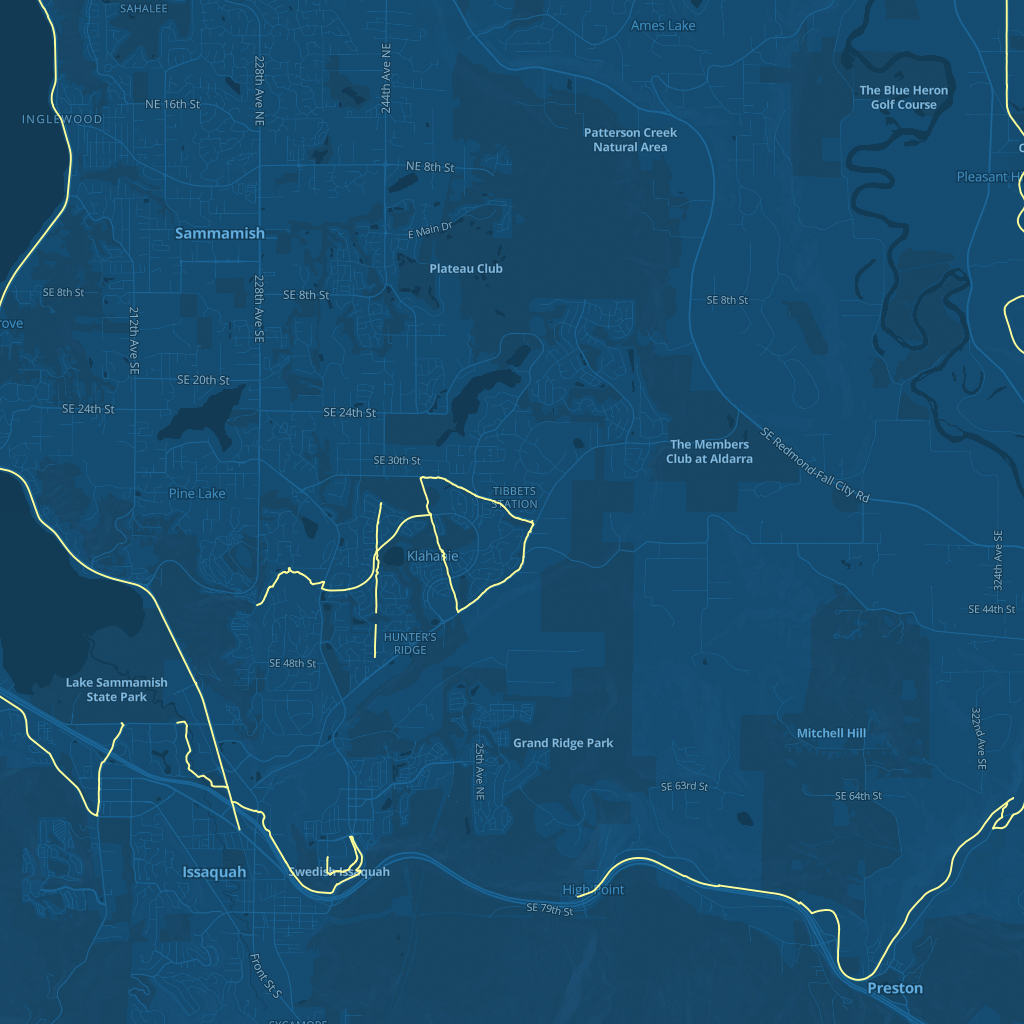 SAHALEE
Ames Lake
228th Ave NE
244th Ave NE
The Blue Heron
Golf Course
NE 16th St
INGLEWOOD
Patterson Creek
Natural Area
NE 8th St
Sammamish
E Main Dr
Plateau Club
SE 8th St
SE 8th St
SE 8th St
228th Ave SE
212th Ave SE
SE 20th St
SE 24th St
SE 24th St
The Members
Club at Aldarra
SE Redmond-Fall City Rd
SE 30th St
Pine Lake
TIBBETS
STATION
Klahanie
324th Ave SE
SE 44th St
HUNTER'S
RIDGE
SE 48th St
Lake Sammamish
State Park
Grand Ridge Park
Mitchell Hill
322nd Ave SE
25th Ave NE
SE 63rd St
SE 64th St
Issaquah
Swedish Issaquah
High Point
SE 79th St
Front St S
Preston